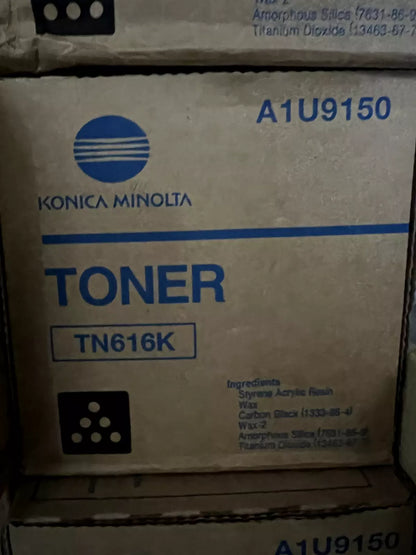 Amorphous Silica (7631-86-9
Titanium Dioxide (13463-67-7
A1U9150
KONICA MINOLTA
TONER
TN616K
Ingredients
Styrene Acrylic Resin
Wax
Carbon Black (1333-86-4)
Wax-2
Amorphous Silica (7631-86-9
Titanium Dioxide (13463-67
A1U9150